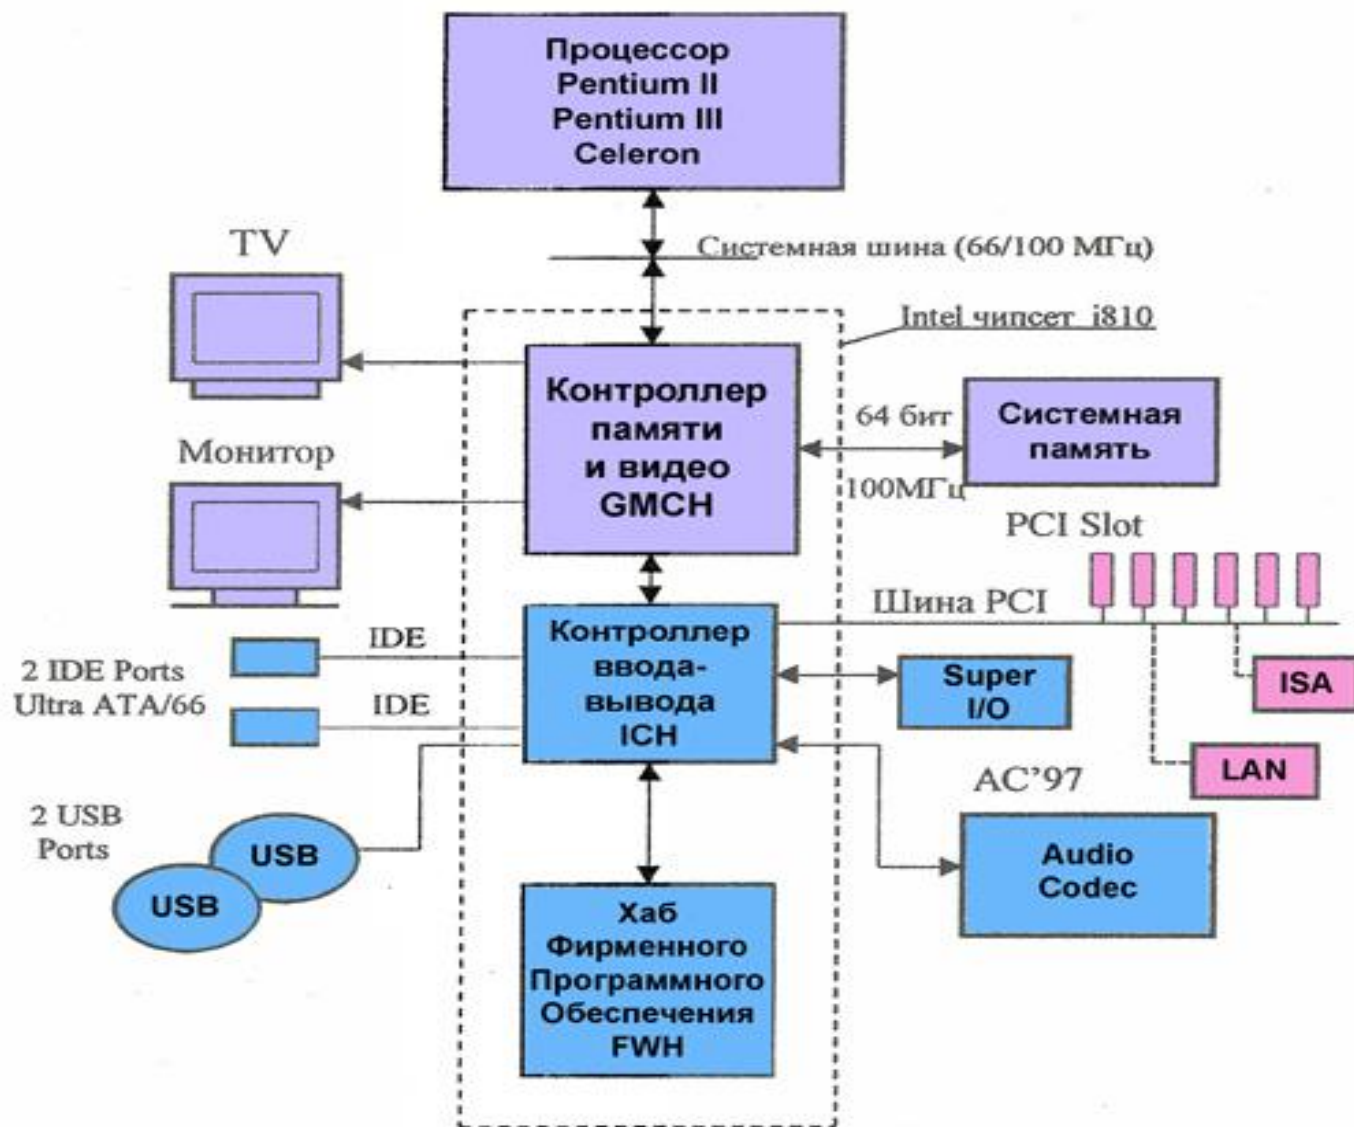 Процессор
Pentium II
Pentium III
Celeron
Системная шина (66/100 МГц)
TV
Intel чипсет i810
Контроллер
памяти
и видео
GMCH
64 бит
100МГц
Системная
память
Монитор
PCI Slot
Шина PCI
Контроллер
ввода-
вывода
ICH
IDE
IDE
2 IDE Ports
Ultra ATA/66
Super
I/O
ISA
LAN
AC'97
Audio
Codec
2 USB
Ports
USB
USB
Хаб
Фирменного
Программного
Обеспечения
FWH